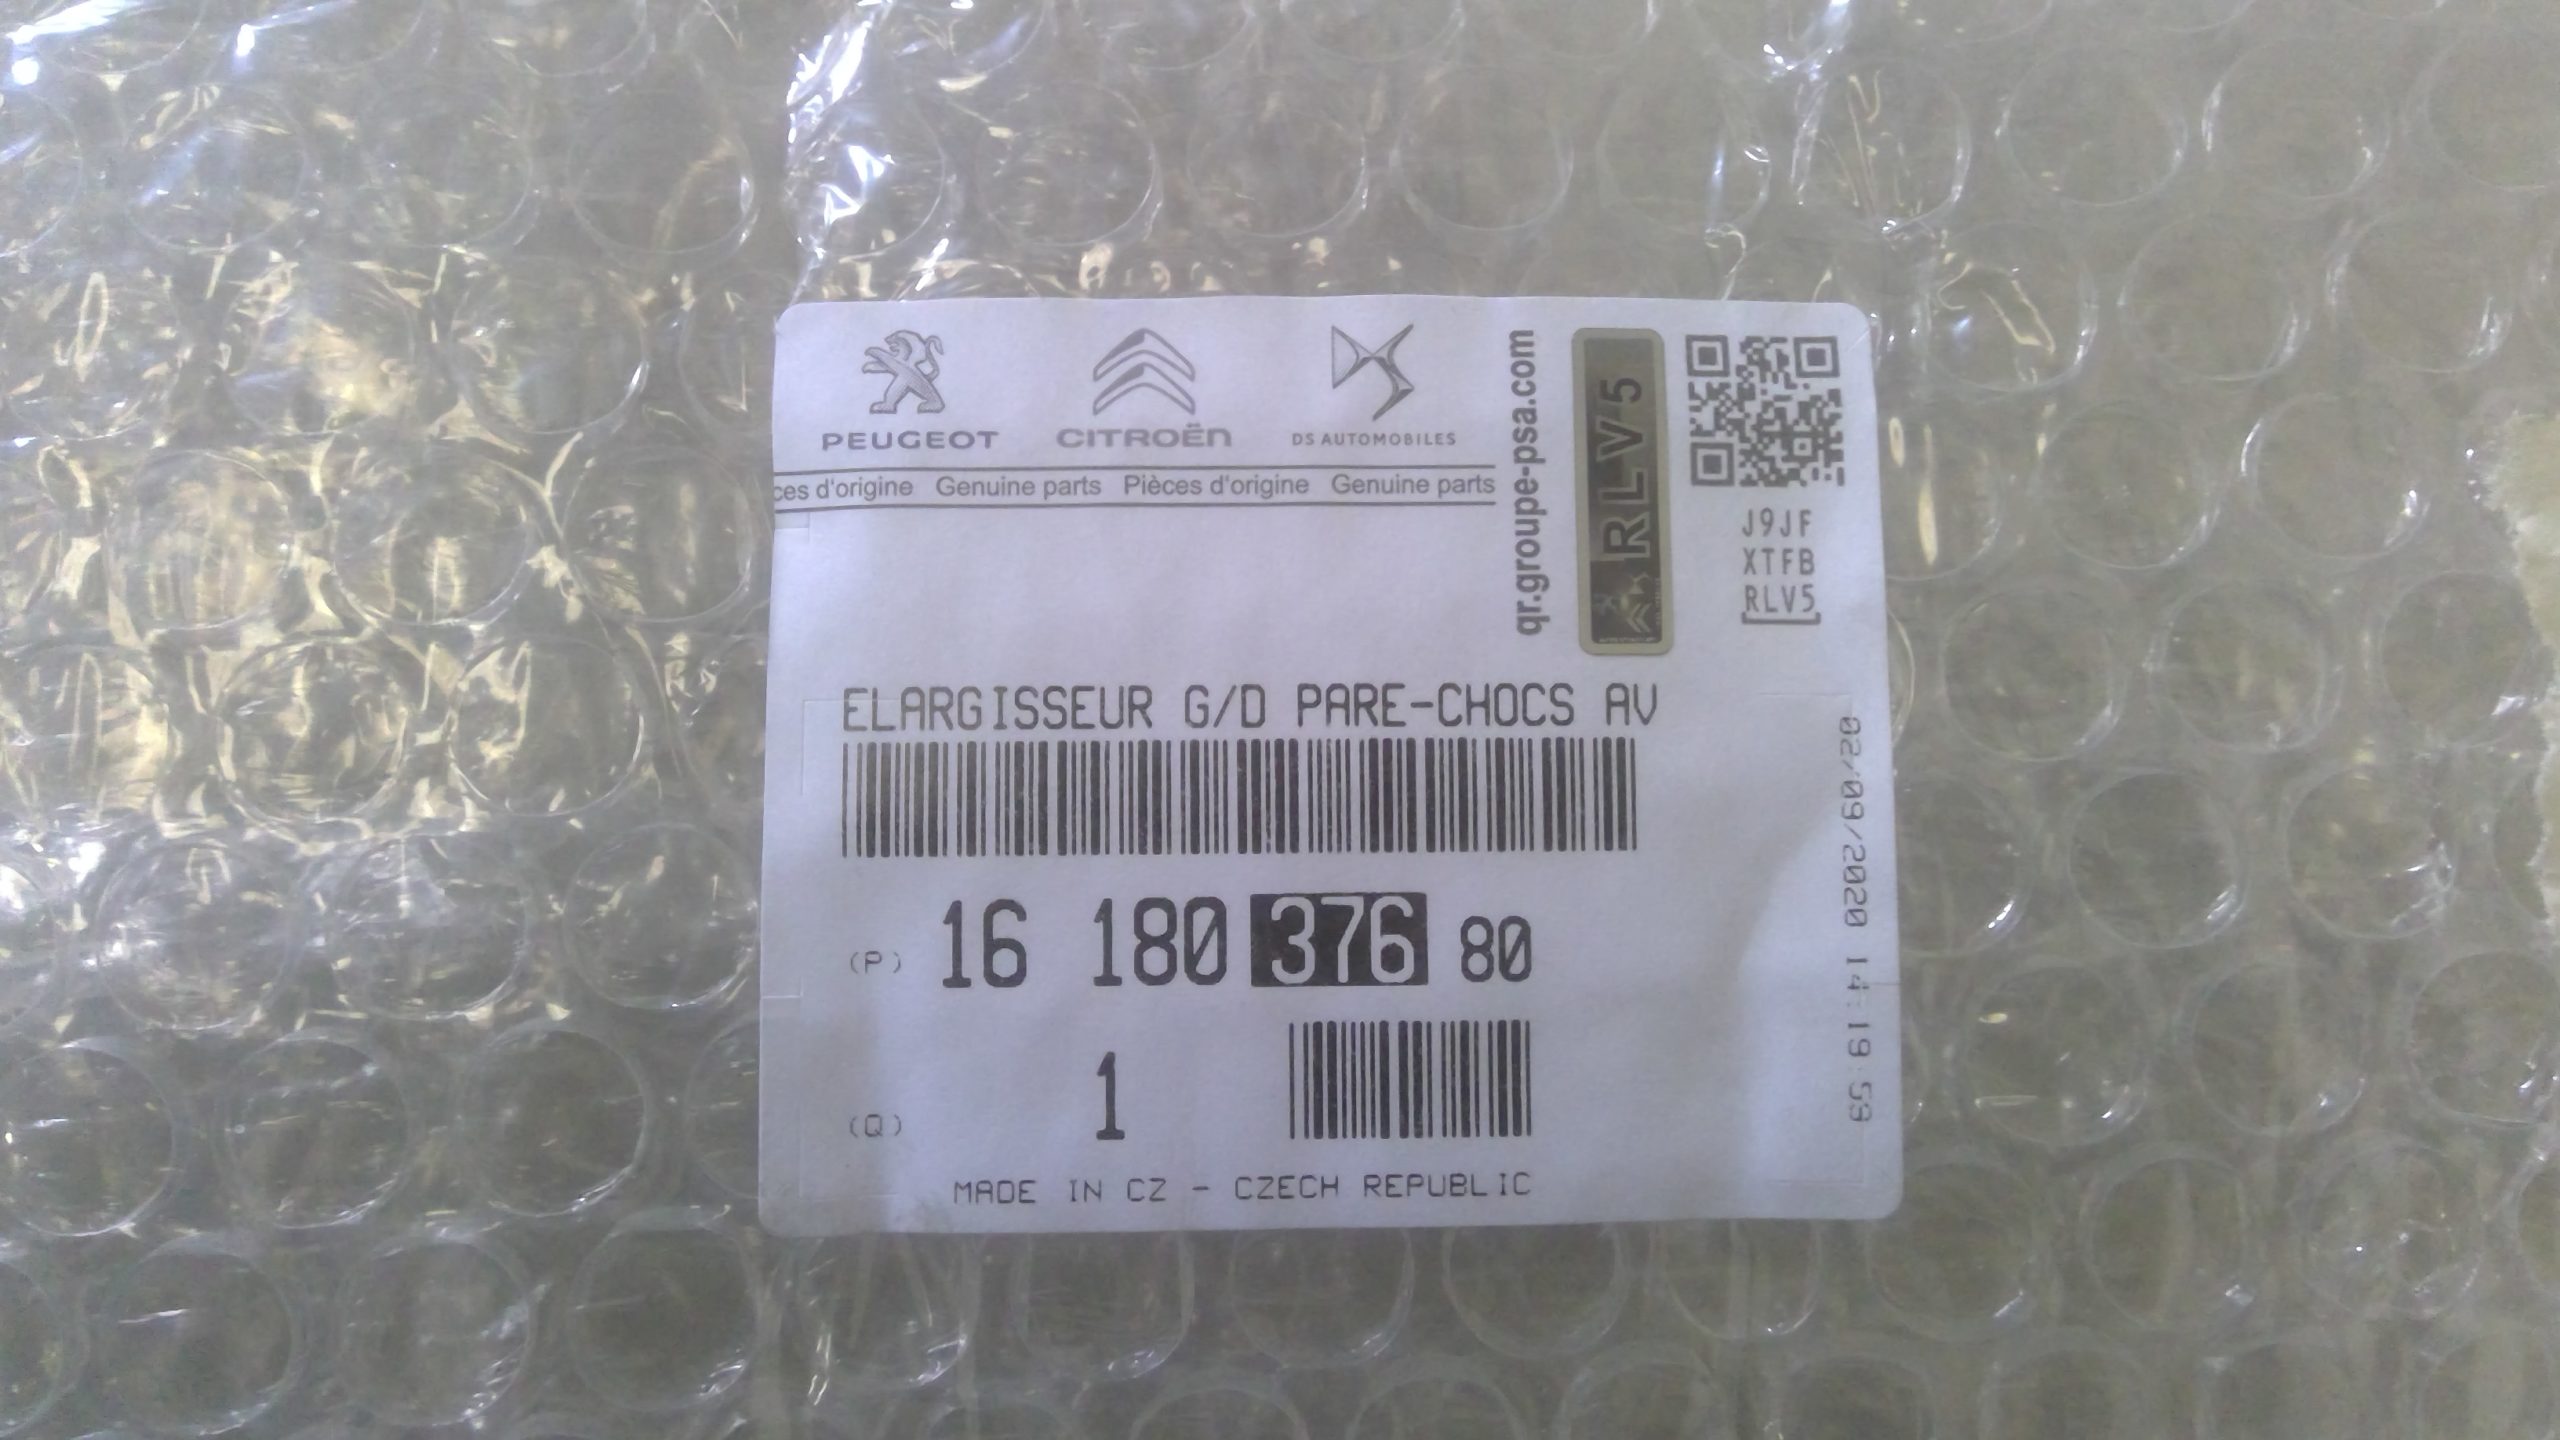 PEUGEOT CITROËN DS AUTOMOBILES
ces d'origine Genuine parts Pièces d'origine Genuine parts
qr.groupe-psa.com
RLV5
J9JF
XTFB
RLV5
ELARGISSEUR G/D PARE-CHOCS AV
(P) 16 180 376 80
(Q) 1
MADE IN CZ - CZECH REPUBLIC
02/09/2020 14:19:59